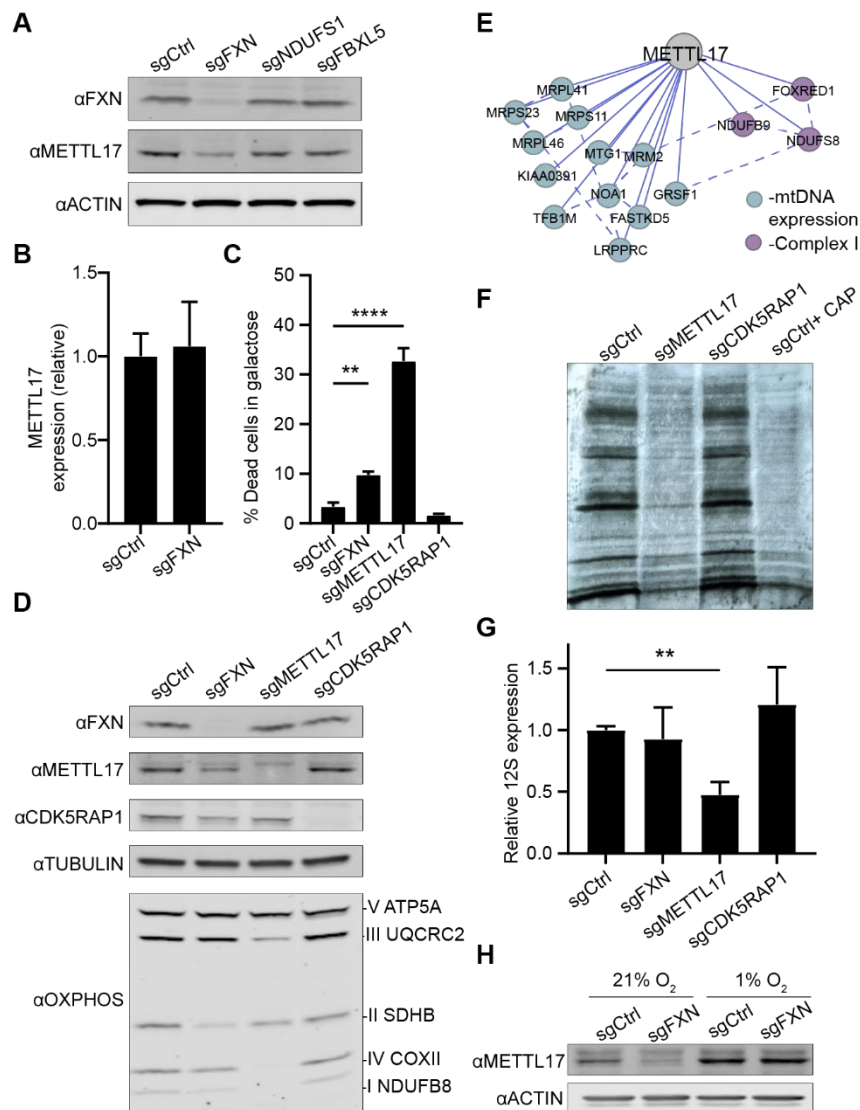 A
sgCtrl
sgFXN
sgNDUFS1
sgFBXL5
αFXN
αMETTL17
αACTIN
B
METTL17
expression (relative)
1.5
1.0
0.5
0.0
sgCtrl
sgFXN
C
% Dead cells in galactose
50
40
30
20
10
0
****
**
sgCtrl
sgFXN
sgMETTL17
sgCDK5RAP1
D
sgCtrl
sgFXN
sgMETTL17
sgCDK5RAP1
αFXN
αMETTL17
αCDK5RAP1
αTUBULIN
αOXPHOS
V ATP5A
III UQCRC2
II SDHB
IV COXII
I NDUFB8
E
METTL17
MRPL41
FOXRED1
MRPS23
MRPS11
NDUFB9
NDUFS8
MRPL46
MTG1
MRM2
KIAA0391
NOA1
GRSF1
TFB1M
FASTKD5
LRPPRC
-mtDNA
expression
-Complex I
F
sgCtrl
sgMETTL17
sgCDK5RAP1
sgCtrl+ CAP
G
Relative 12S expression
1.5
1.0
0.5
0.0
**
sgCtrl
sgFXN
sgMETTL17
sgCDK5RAP1
H
21% O₂
1% O₂
sgCtrl
sgFXN
sgCtrl
sgFXN
αMETTL17
αACTIN